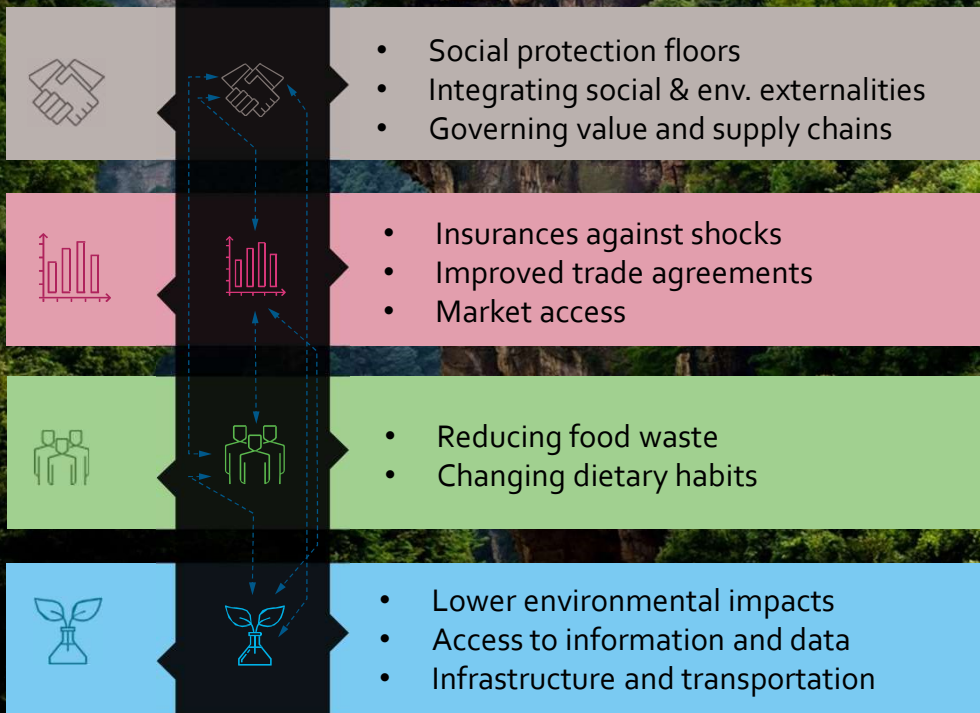 • Social protection floors
• Integrating social & env. externalities
• Governing value and supply chains
• Insurances against shocks
• Improved trade agreements
• Market access
• Reducing food waste
• Changing dietary habits
• Lower environmental impacts
• Access to information and data
• Infrastructure and transportation